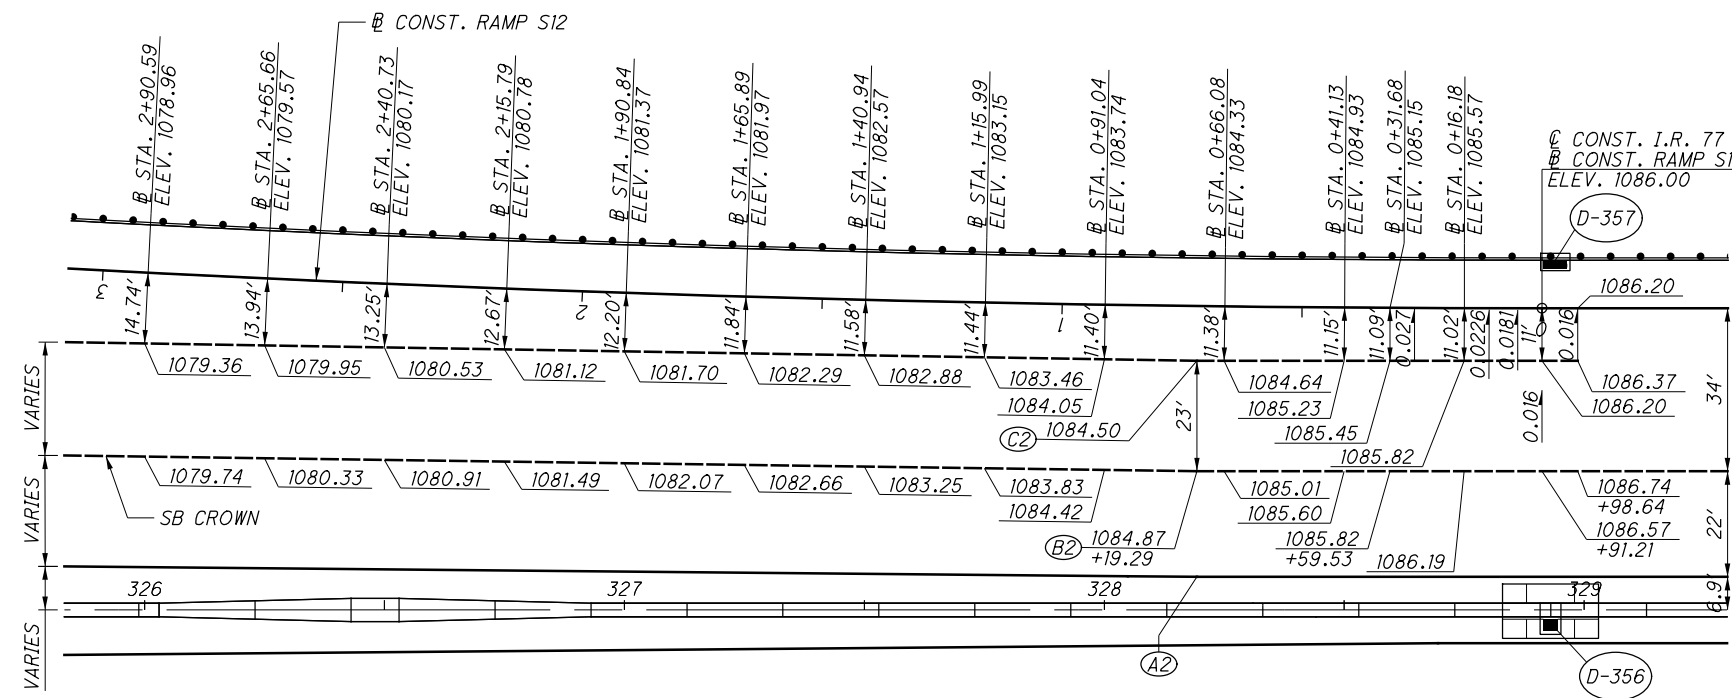 ℄ CONST. RAMP S12
℄ STA. 2+90.59
ELEV. 1078.96
℄ STA. 2+65.66
ELEV. 1079.57
℄ STA. 2+40.73
ELEV. 1080.17
℄ STA. 2+15.79
ELEV. 1080.78
℄ STA. 1+90.84
ELEV. 1081.37
℄ STA. 1+65.89
ELEV. 1081.97
℄ STA. 1+40.94
ELEV. 1082.57
℄ STA. 1+15.99
ELEV. 1083.15
℄ STA. 0+91.04
ELEV. 1083.74
℄ STA. 0+66.08
ELEV. 1084.33
℄ STA. 0+41.13
ELEV. 1084.93
℄ STA. 0+31.68
ELEV. 1085.15
℄ STA. 0+16.18
ELEV. 1085.57
℄ CONST. I.R. 77
℄ CONST. RAMP S1
ELEV. 1086.00
D-357
3
2
1
0
14.74'
13.94'
13.25'
12.67'
12.20'
11.84'
11.58'
11.44'
11.40'
11.38'
11.15'
11.09'
0.027
11.02'
0.0226
0.0181
11'
0.016
1086.20
1079.36
1079.95
1080.53
1081.12
1081.70
1082.29
1082.88
1083.46
1084.05
C2
1084.50
1084.64
1085.23
1085.45
1085.82
0.016
1086.37
1086.20
VARIES
23'
34'
1079.74
1080.33
1080.91
1081.49
1082.07
1082.66
1083.25
1083.83
1084.42
B2
1084.87
+19.29
1085.01
1085.60
1085.82
+59.53
1086.19
1086.74
+98.64
1086.57
+91.21
SB CROWN
VARIES
22'
326
327
328
329
6.9'
VARIES
A2
D-356